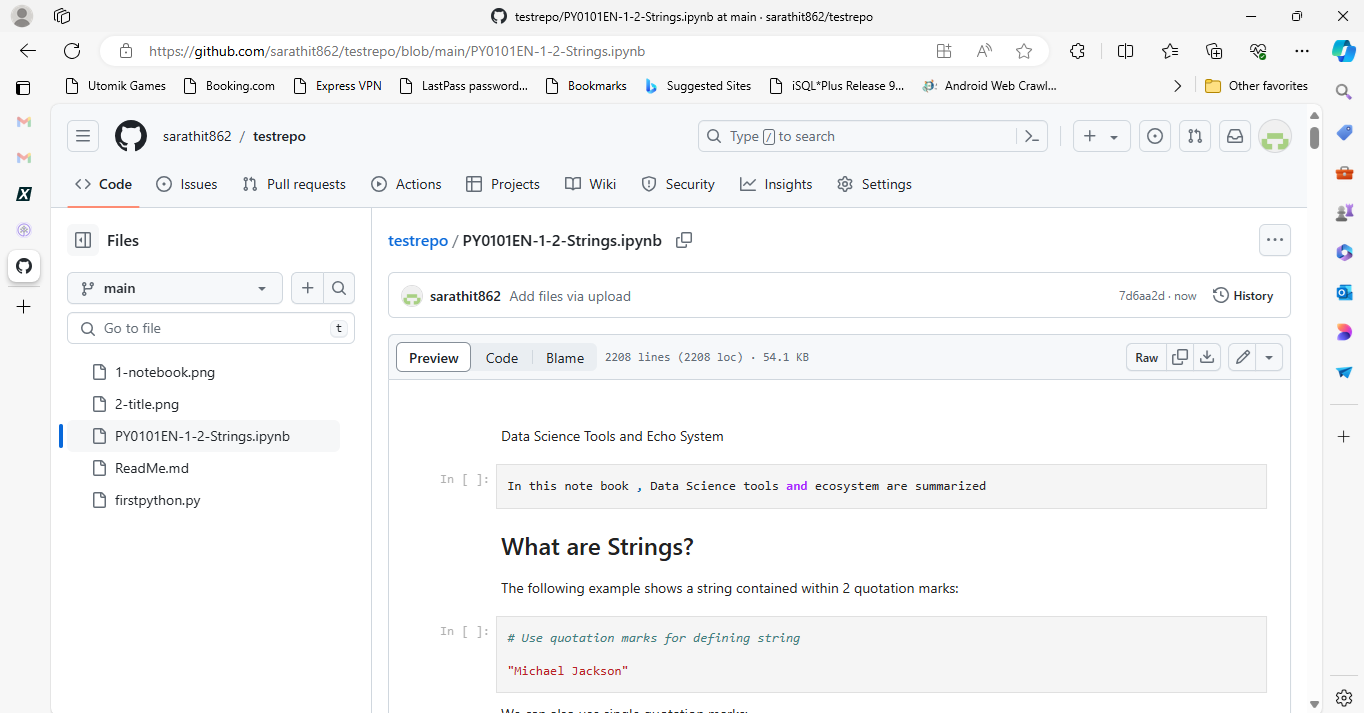 testrepo/PY0101EN-1-2-Strings.ipynb at main · sarathit862/testrepo
https://github.com/sarathit862/testrepo/blob/main/PY0101EN-1-2-Strings.ipynb
Utomik Games Booking.com Express VPN LastPass password... Bookmarks Suggested Sites iSQL*Plus Release 9... Android Web Crawl... Other favorites
sarathit862 / testrepo
Type / to search
Code Issues Pull requests Actions Projects Wiki Security Insights Settings
Files
main
Go to file t
1-notebook.png
2-title.png
PY0101EN-1-2-Strings.ipynb
ReadMe.md
firstpython.py
testrepo / PY0101EN-1-2-Strings.ipynb
sarathit862 Add files via upload 7d6aa2d · now History
Preview Code Blame 2208 lines (2208 loc) · 54.1 KB Raw
Data Science Tools and Echo System
In [ ]: In this note book , Data Science tools and ecosystem are summarized
What are Strings?
The following example shows a string contained within 2 quotation marks:
In [ ]: # Use quotation marks for defining string
"Michael Jackson"
We can also use single quotation marks: